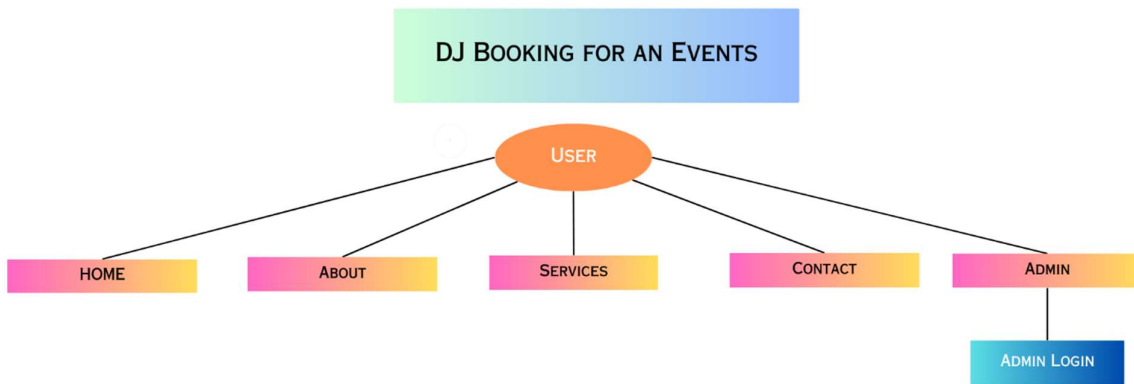 DJ BOOKING FOR AN EVENTS
USER
HOME
ABOUT
SERVICES
CONTACT
ADMIN
ADMIN LOGIN